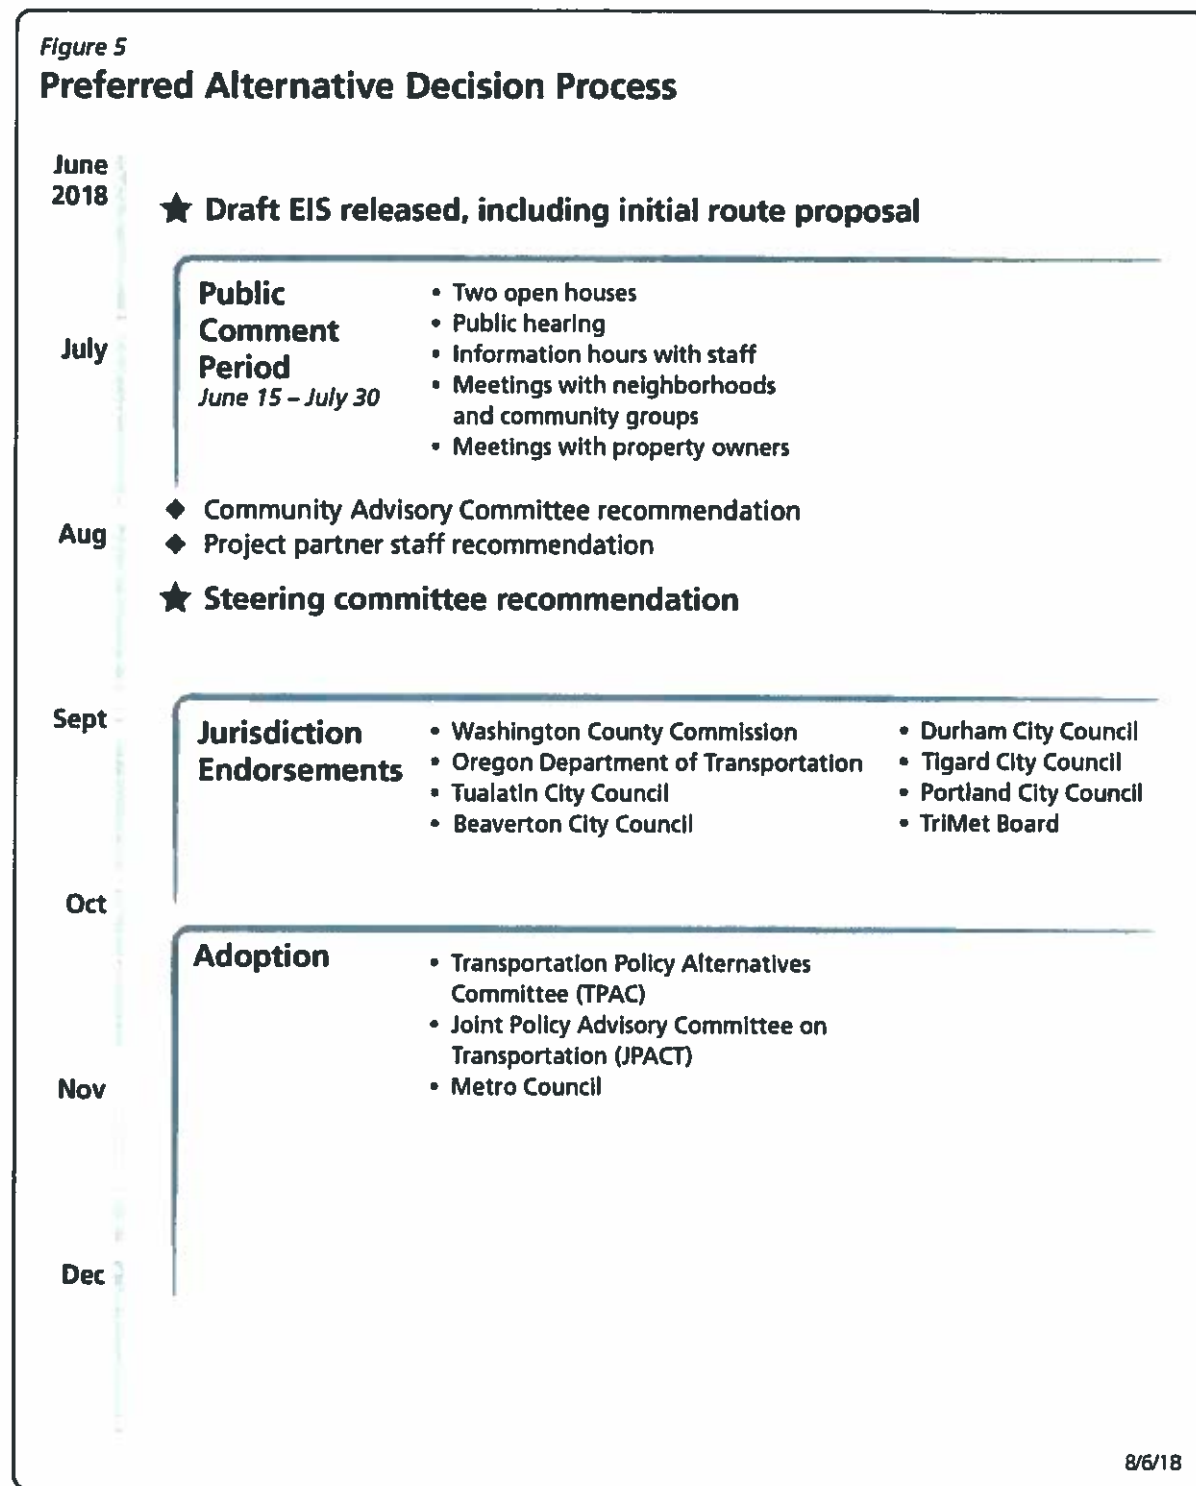 Figure 5
Preferred Alternative Decision Process
June
2018
★ Draft EIS released, including initial route proposal
Public
Comment
Period
June 15 – July 30
• Two open houses
• Public hearing
• Information hours with staff
• Meetings with neighborhoods
and community groups
• Meetings with property owners
July
◆ Community Advisory Committee recommendation
Aug
◆ Project partner staff recommendation
★ Steering committee recommendation
Sept
Jurisdiction
Endorsements
• Washington County Commission
• Oregon Department of Transportation
• Tualatin City Council
• Beaverton City Council
• Durham City Council
• Tigard City Council
• Portland City Council
• TriMet Board
Oct
Adoption
• Transportation Policy Alternatives
Committee (TPAC)
• Joint Policy Advisory Committee on
Transportation (JPACT)
• Metro Council
Nov
Dec
8/6/18